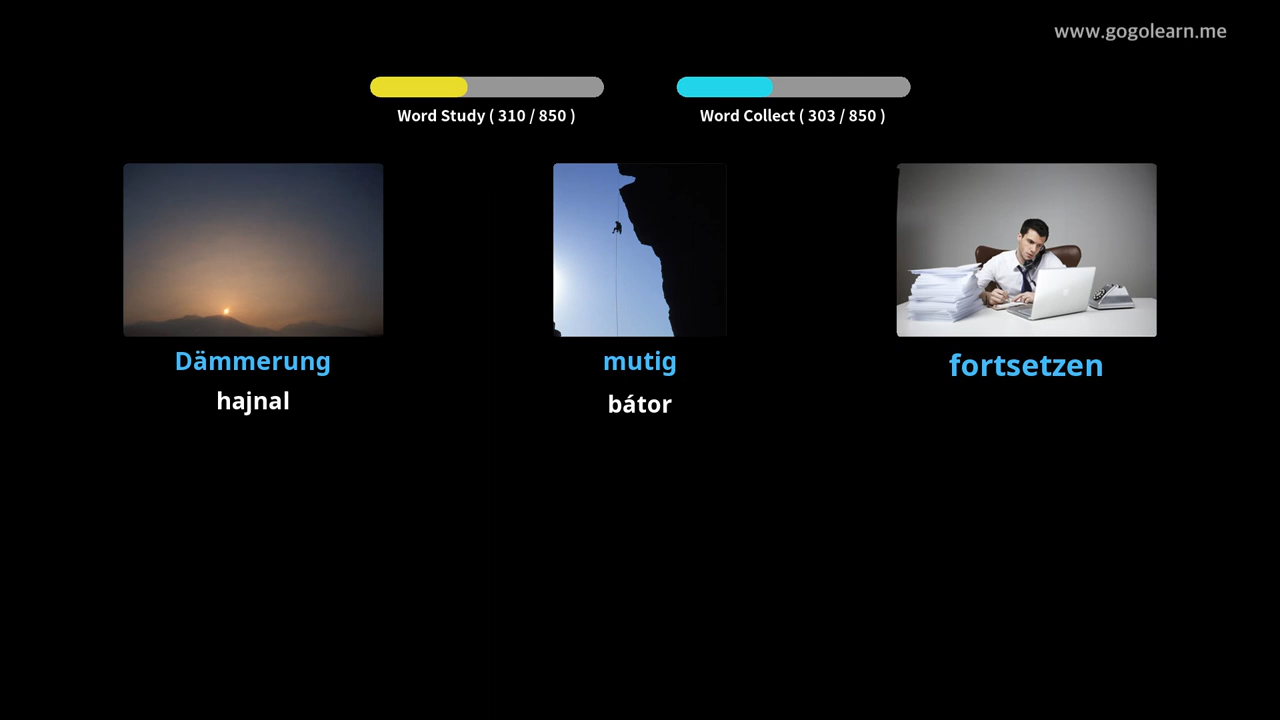 www.gogolearn.me
Word Study ( 310 / 850 )
Word Collect ( 303 / 850 )
Dämmerung
hajnal
mutig
bátor
fortsetzen